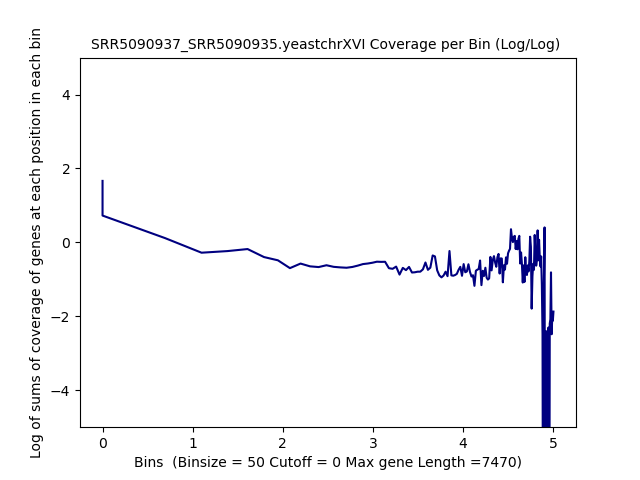 SRR5090937_SRR5090935.yeastchrXVI Coverage per Bin (Log/Log)
Log of sums of coverage of genes at each position in each bin
4
2
0
−2
−4
0 1 2 3 4 5
Bins  (Binsize = 50 Cutoff = 0 Max gene Length =7470)